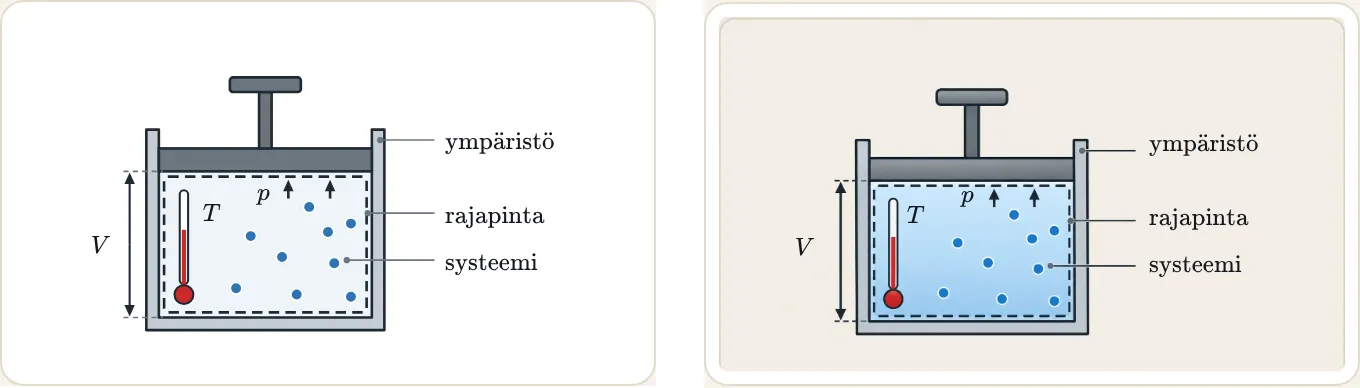 ympäristö
p
T
rajapinta
V
systeemi
ympäristö
p
T
rajapinta
V
systeemi